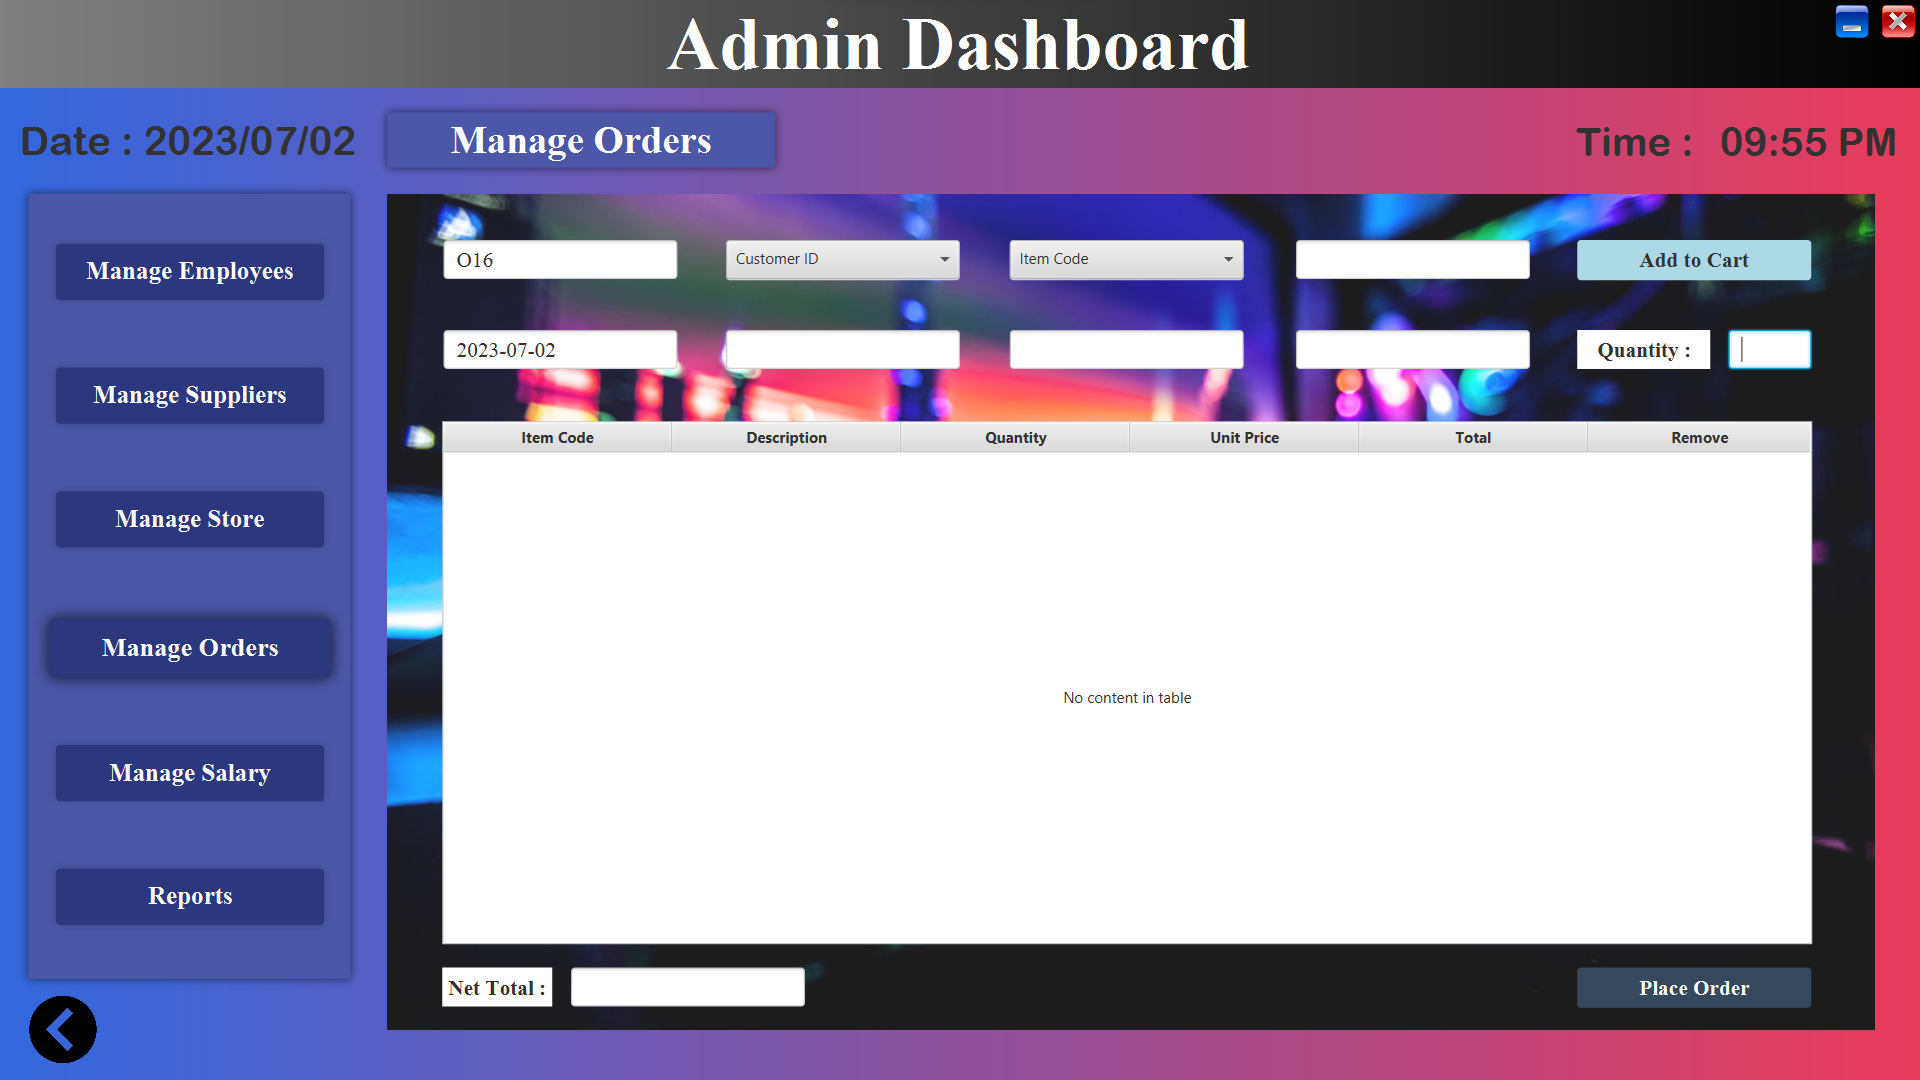 Admin Dashboard
Date : 2023/07/02
Manage Orders
Time : 09:55 PM
Manage Employees
Manage Suppliers
Manage Store
Manage Orders
Manage Salary
Reports
O16
Customer ID
Item Code
Add to Cart
2023-07-02
Quantity :
Item Code Description Quantity Unit Price Total Remove
No content in table
Net Total :
Place Order